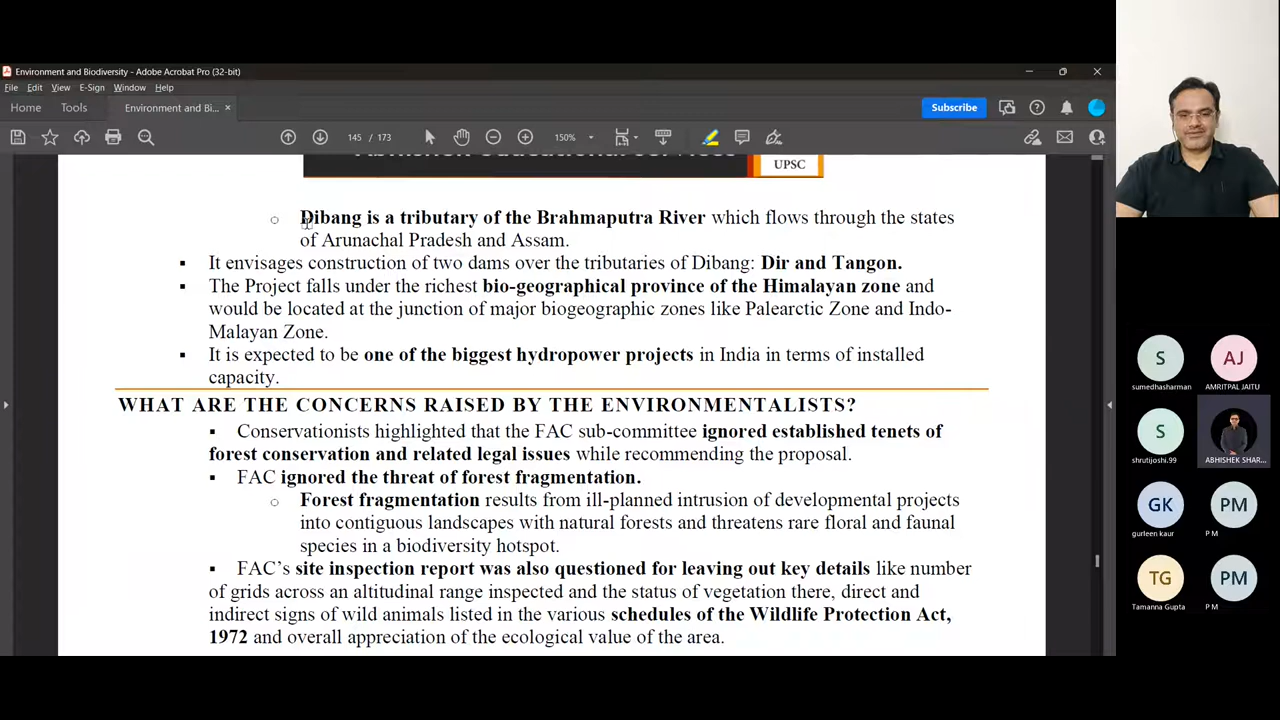 Environment and Biodiversity - Adobe Acrobat Pro (32-bit)
File Edit View E-Sign Window Help
Home Tools Environment and Bi... × Subscribe
145 / 173 150%
UPSC
○ Dibang is a tributary of the Brahmaputra River which flows through the states
of Arunachal Pradesh and Assam.
▪ It envisages construction of two dams over the tributaries of Dibang: Dir and Tangon.
▪ The Project falls under the richest bio-geographical province of the Himalayan zone and
would be located at the junction of major biogeographic zones like Palearctic Zone and Indo-
Malayan Zone.
▪ It is expected to be one of the biggest hydropower projects in India in terms of installed
capacity.
WHAT ARE THE CONCERNS RAISED BY THE ENVIRONMENTALISTS?
▪ Conservationists highlighted that the FAC sub-committee ignored established tenets of
forest conservation and related legal issues while recommending the proposal.
▪ FAC ignored the threat of forest fragmentation.
○ Forest fragmentation results from ill-planned intrusion of developmental projects
into contiguous landscapes with natural forests and threatens rare floral and faunal
species in a biodiversity hotspot.
▪ FAC's site inspection report was also questioned for leaving out key details like number
of grids across an altitudinal range inspected and the status of vegetation there, direct and
indirect signs of wild animals listed in the various schedules of the Wildlife Protection Act,
1972 and overall appreciation of the ecological value of the area.
S AJ
sumedhasharman AMRITPAL JAITU
S
shrutijoshi.99 ABHISHEK SHAR...
GK PM
gurleen kaur P M
TG PM
Tamanna Gupta P M